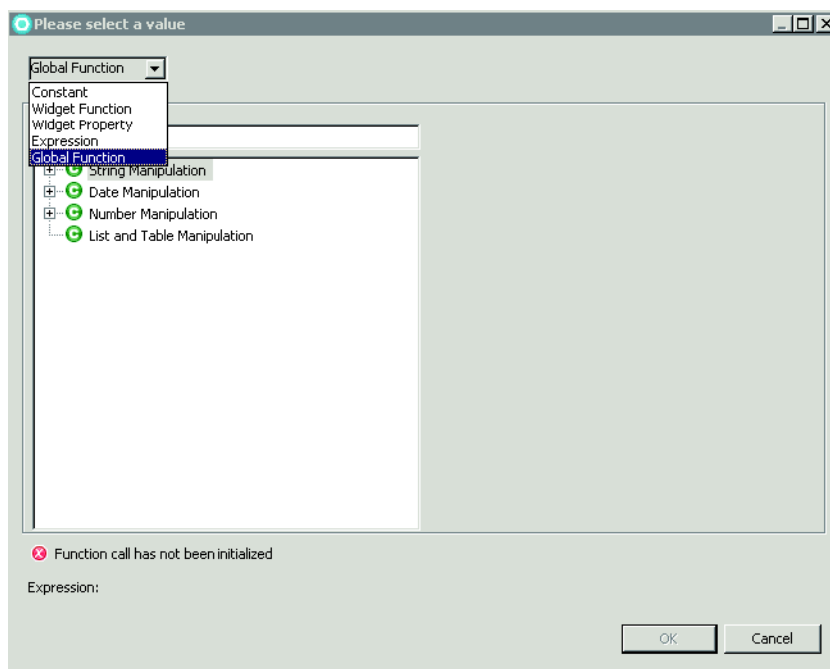 Please select a value
Global Function
Constant
Widget Function
Widget Property
Expression
Global Function
String Manipulation
Date Manipulation
Number Manipulation
List and Table Manipulation
Function call has not been initialized
Expression:
OK Cancel